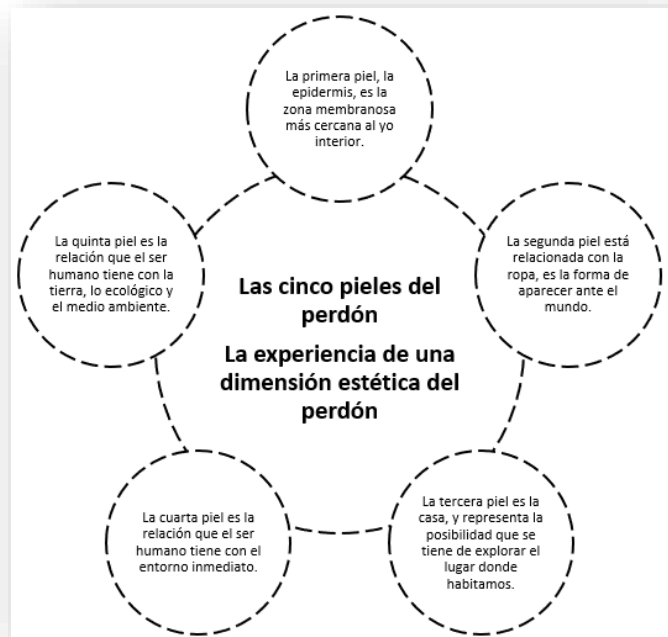 La primera piel, la
epidermis, es la
zona membranosa
más cercana al yo
interior.
La quinta piel es la
relación que el ser
humano tiene con la
tierra, lo ecológico y
el medio ambiente.
La segunda piel está
relacionada con la
ropa, es la forma de
aparecer ante el
mundo.
Las cinco pieles del
perdón
La experiencia de una
dimensión estética del
perdón
La cuarta piel es la
relación que el ser
humano tiene con el
entorno inmediato.
La tercera piel es la
casa, y representa la
posibilidad que se
tiene de explorar el
lugar donde
habitamos.